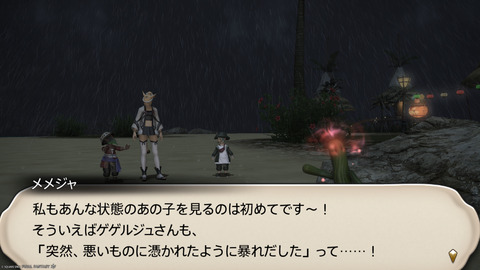 メメジャ
私もあんな状態のあの子を見るのは初めてです~!
そういえばゲゲルジュさんも、
「突然、悪いものに憑かれたように暴れだした」って……!